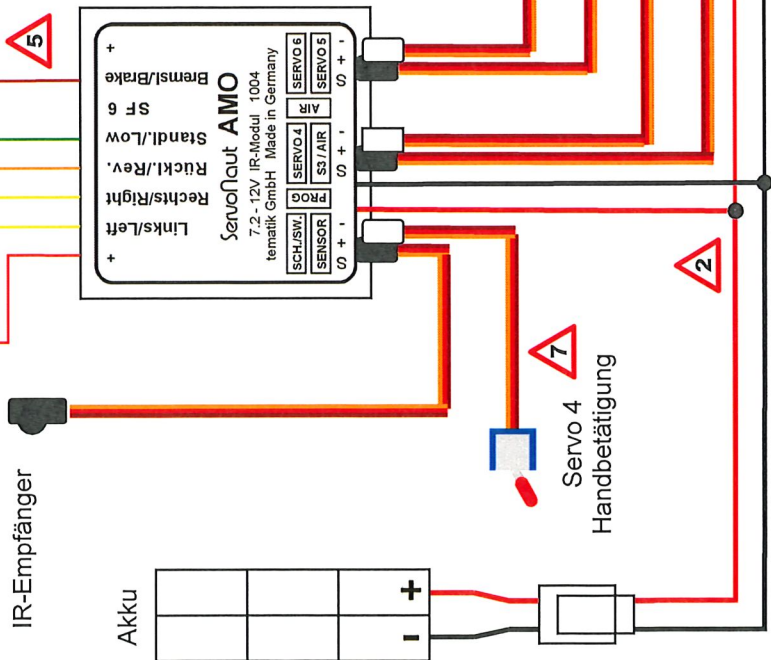 5
+
Bremsl/Brake
SF 6
Standl./Low
Rückl./Rev.
Rechts/Right
Links/Left
+
ServoNaut AMO
7.2 - 12V IR-Modul 1004
tematik GmbH Made in Germany
SCH./SW.
SENSOR
PROG
SERVO 4
S3 / AIR
AIR
SERVO 6
SERVO 5
S + -
S + -
S + -
2
7
Servo 4
Handbetätigung
IR-Empfänger
Akku
- +